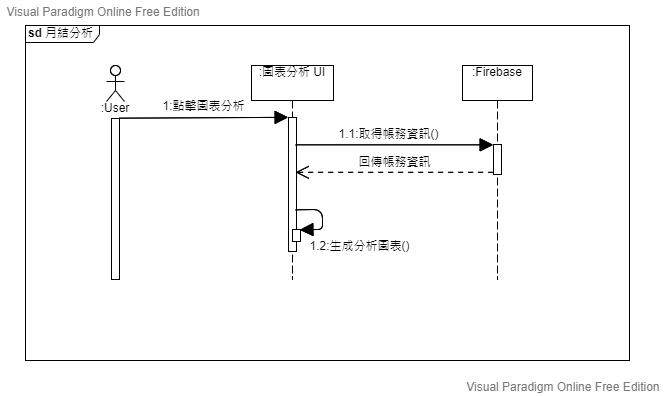 Visual Paradigm Online Free Edition
sd 月結分析
:圖表分析 UI
:Firebase
:User
1:點擊圖表分析
1.1:取得帳務資訊()
回傳帳務資訊
1.2:生成分析圖表()
Visual Paradigm Online Free Edition